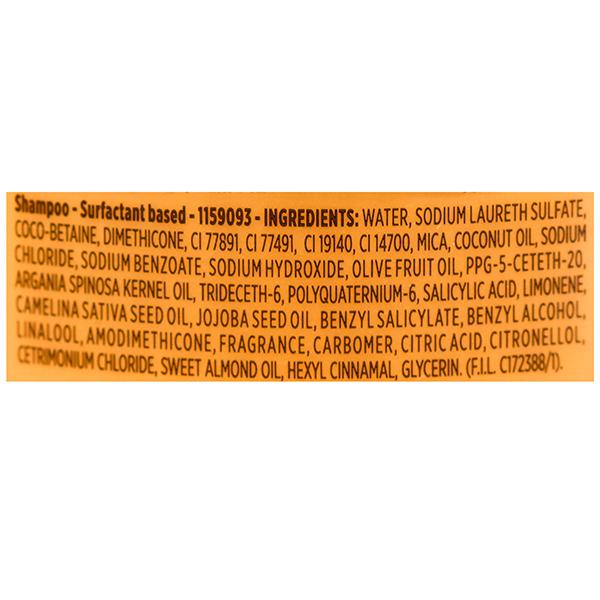 Shampoo - Surfactant based - 1159093 - INGREDIENTS: WATER, SODIUM LAURETH SULFATE,
COCO-BETAINE, DIMETHICONE, CI 77891, CI 77491, CI 19140, CI 14700, MICA, COCONUT OIL, SODIUM
CHLORIDE, SODIUM BENZOATE, SODIUM HYDROXIDE, OLIVE FRUIT OIL, PPG-5-CETETH-20,
ARGANIA SPINOSA KERNEL OIL, TRIDECETH-6, POLYQUATERNIUM-6, SALICYLIC ACID, LIMONENE,
CAMELINA SATIVA SEED OIL, JOJOBA SEED OIL, BENZYL SALICYLATE, BENZYL ALCOHOL,
LINALOOL, AMODIMETHICONE, FRAGRANCE, CARBOMER, CITRIC ACID, CITRONELLOL,
CETRIMONIUM CHLORIDE, SWEET ALMOND OIL, HEXYL CINNAMAL, GLYCERIN. (F.I.L. C172388/1).